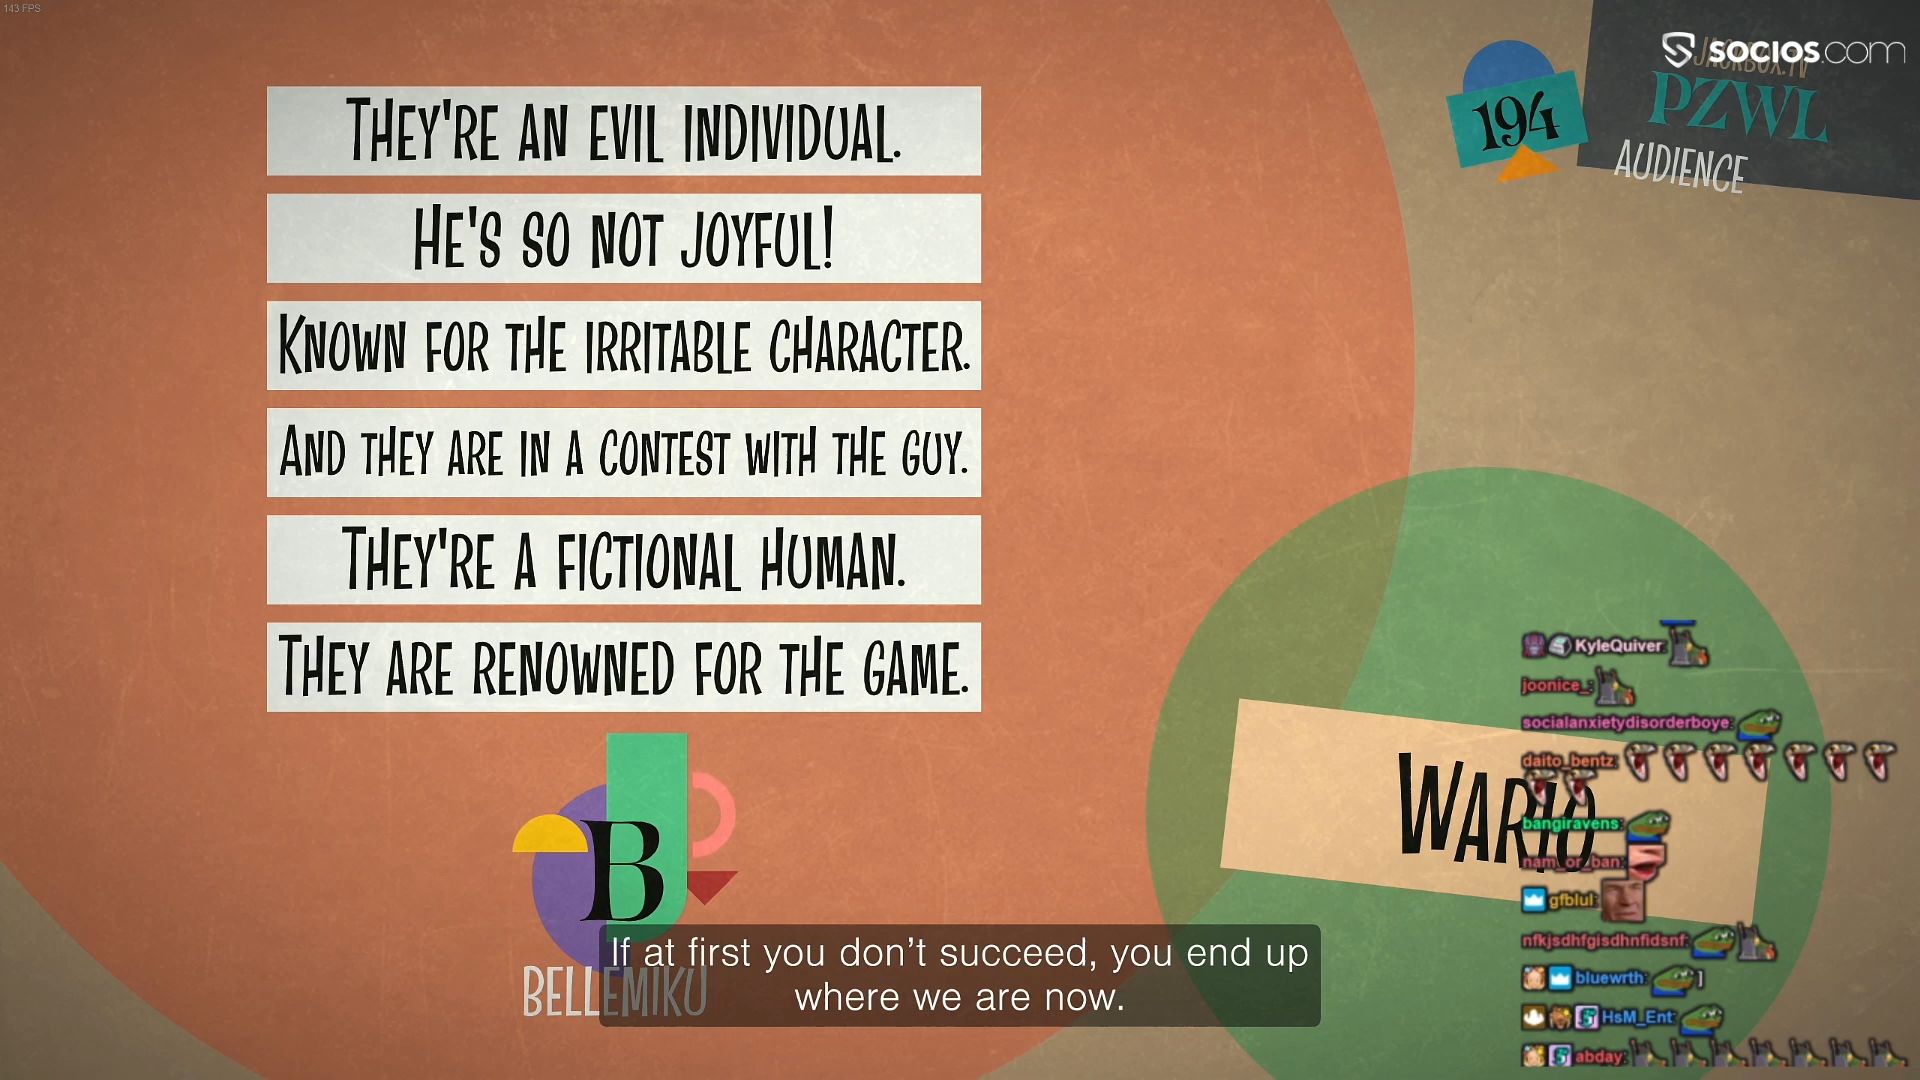 143 FPS
SOCIOS.com
JACKBOX.TV
194
PZWL
AUDIENCE
THEY'RE AN EVIL INDIVIDUAL.
HE'S SO NOT JOYFUL!
KNOWN FOR THE IRRITABLE CHARACTER.
AND THEY ARE IN A CONTEST WITH THE GUY.
THEY'RE A FICTIONAL HUMAN.
THEY ARE RENOWNED FOR THE GAME.
B
BELLEMIKU
WARIO
If at first you don't succeed, you end up
where we are now.
KyleQuiver:
joonice_:
socialanxietydisorderboye:
daito_bentz:
bangiravens:
nam_or_ban:
gfblul:
nfkjsdhfgisdhnfidsnf:
bluewrth: ]
HsM_Ent:
abday: